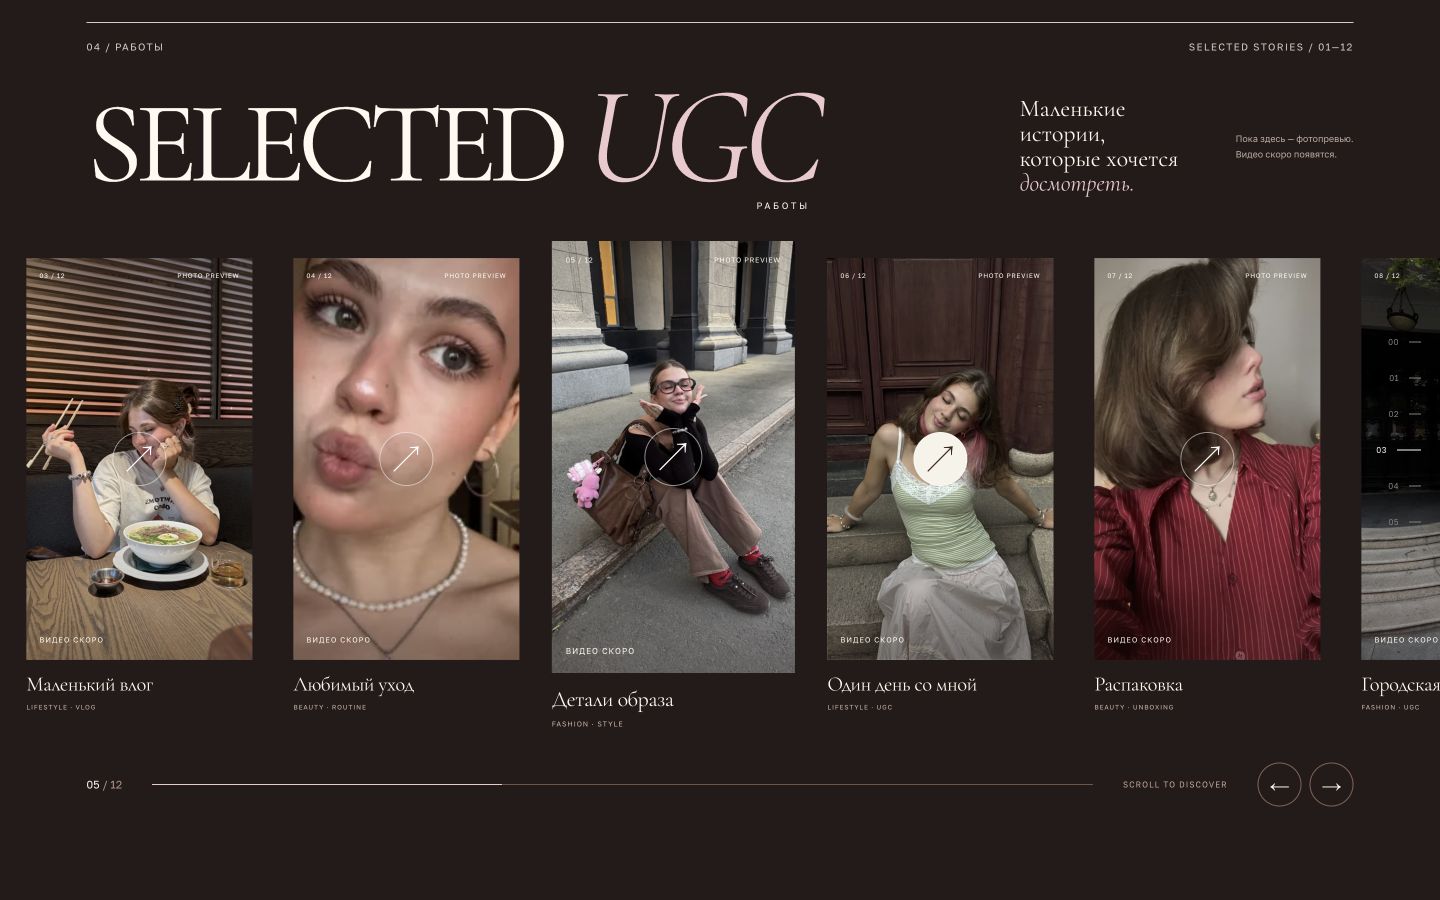 04 / РАБОТЫ
SELECTED STORIES / 01—12
SELECTED UGC
РАБОТЫ
Маленькие
истории,
которые хочется
досмотреть.
Пока здесь — фотопревью.
Видео скоро появятся.
03 / 12
PHOTO PREVIEW
04 / 12
PHOTO PREVIEW
05 / 12
PHOTO PREVIEW
06 / 12
PHOTO PREVIEW
07 / 12
PHOTO PREVIEW
08 / 12
00
01
02
03
04
05
ВИДЕО СКОРО
ВИДЕО СКОРО
ВИДЕО СКОРО
ВИДЕО СКОРО
ВИДЕО СКОРО
ВИДЕО СКОРО
Маленький влог
LIFESTYLE · VLOG
Любимый уход
BEAUTY · ROUTINE
Детали образа
FASHION · STYLE
Один день со мной
LIFESTYLE · UGC
Распаковка
BEAUTY · UNBOXING
Городская
FASHION · UGC
05 / 12
SCROLL TO DISCOVER
← →